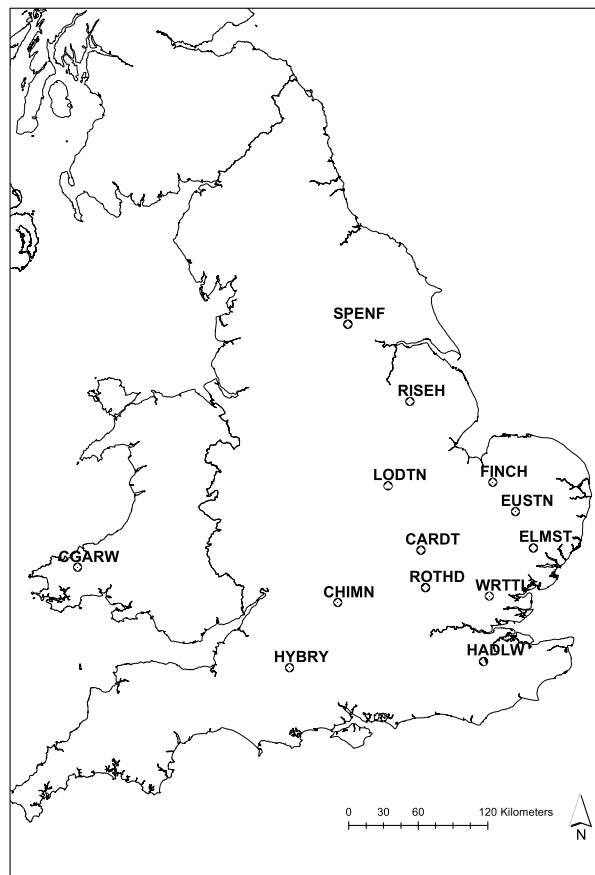 SPENF
RISEH
LODTN
FINCH
EUSTN
CARDT
ELMST
CGARW
ROTHD
CHIMN
WRTTL
HYBRY
HADLW
0 30 60 120 Kilometers
N